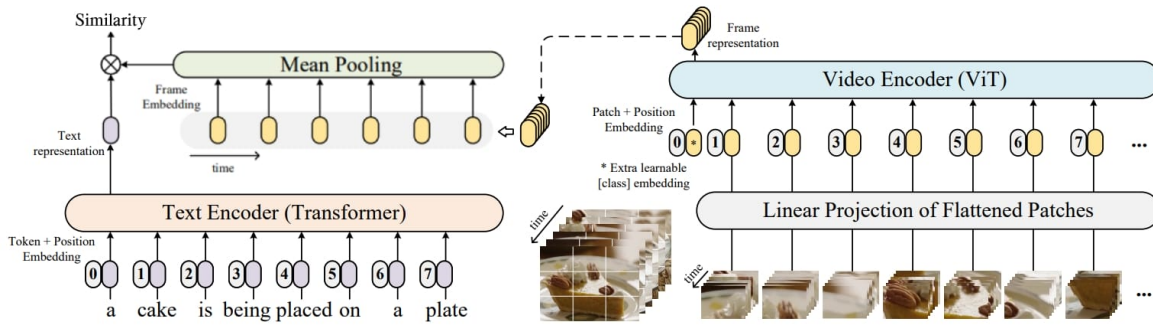 Similarity
Mean Pooling
Frame
Embedding
Text
representation
time
Text Encoder (Transformer)
Token + Position
Embedding
0 1 2 3 4 5 6 7
a cake is being placed on a plate
Frame
representation
Video Encoder (ViT)
Patch + Position
Embedding
0 * 1 2 3 4 5 6 7 ...
* Extra learnable
[class] embedding
Linear Projection of Flattened Patches
time
time
...